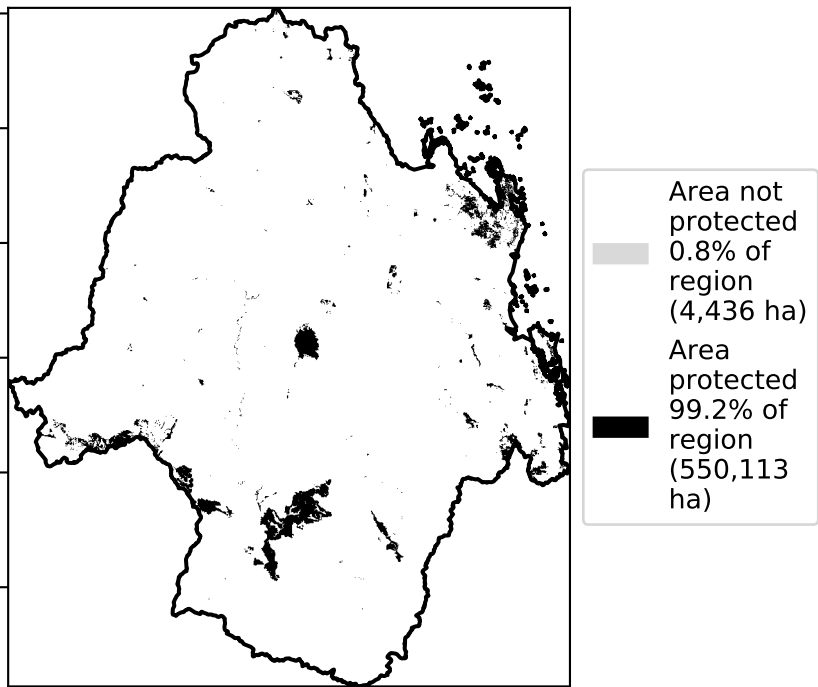 Area not
protected
0.8% of
region
(4,436 ha)
Area
protected
99.2% of
region
(550,113
ha)